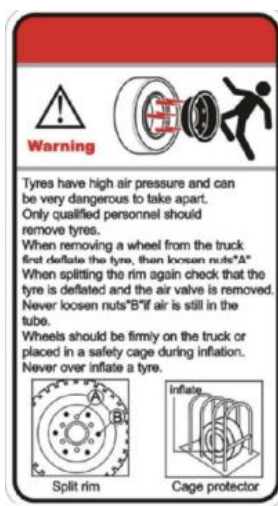 Warning
Tyres have high air pressure and can
be very dangerous to take apart.
Only qualified personnel should
remove tyres.
When removing a wheel from the truck
first deflate the tyre, then loosen nuts"A"
When splitting the rim again check that the
tyre is deflated and the air valve is removed.
Never loosen nuts"B"if air is still in the
tube.
Wheels should be firmly on the truck or
placed in a safety cage during inflation.
Never over inflate a tyre.
A
B
inflate
Split rim
Cage protector